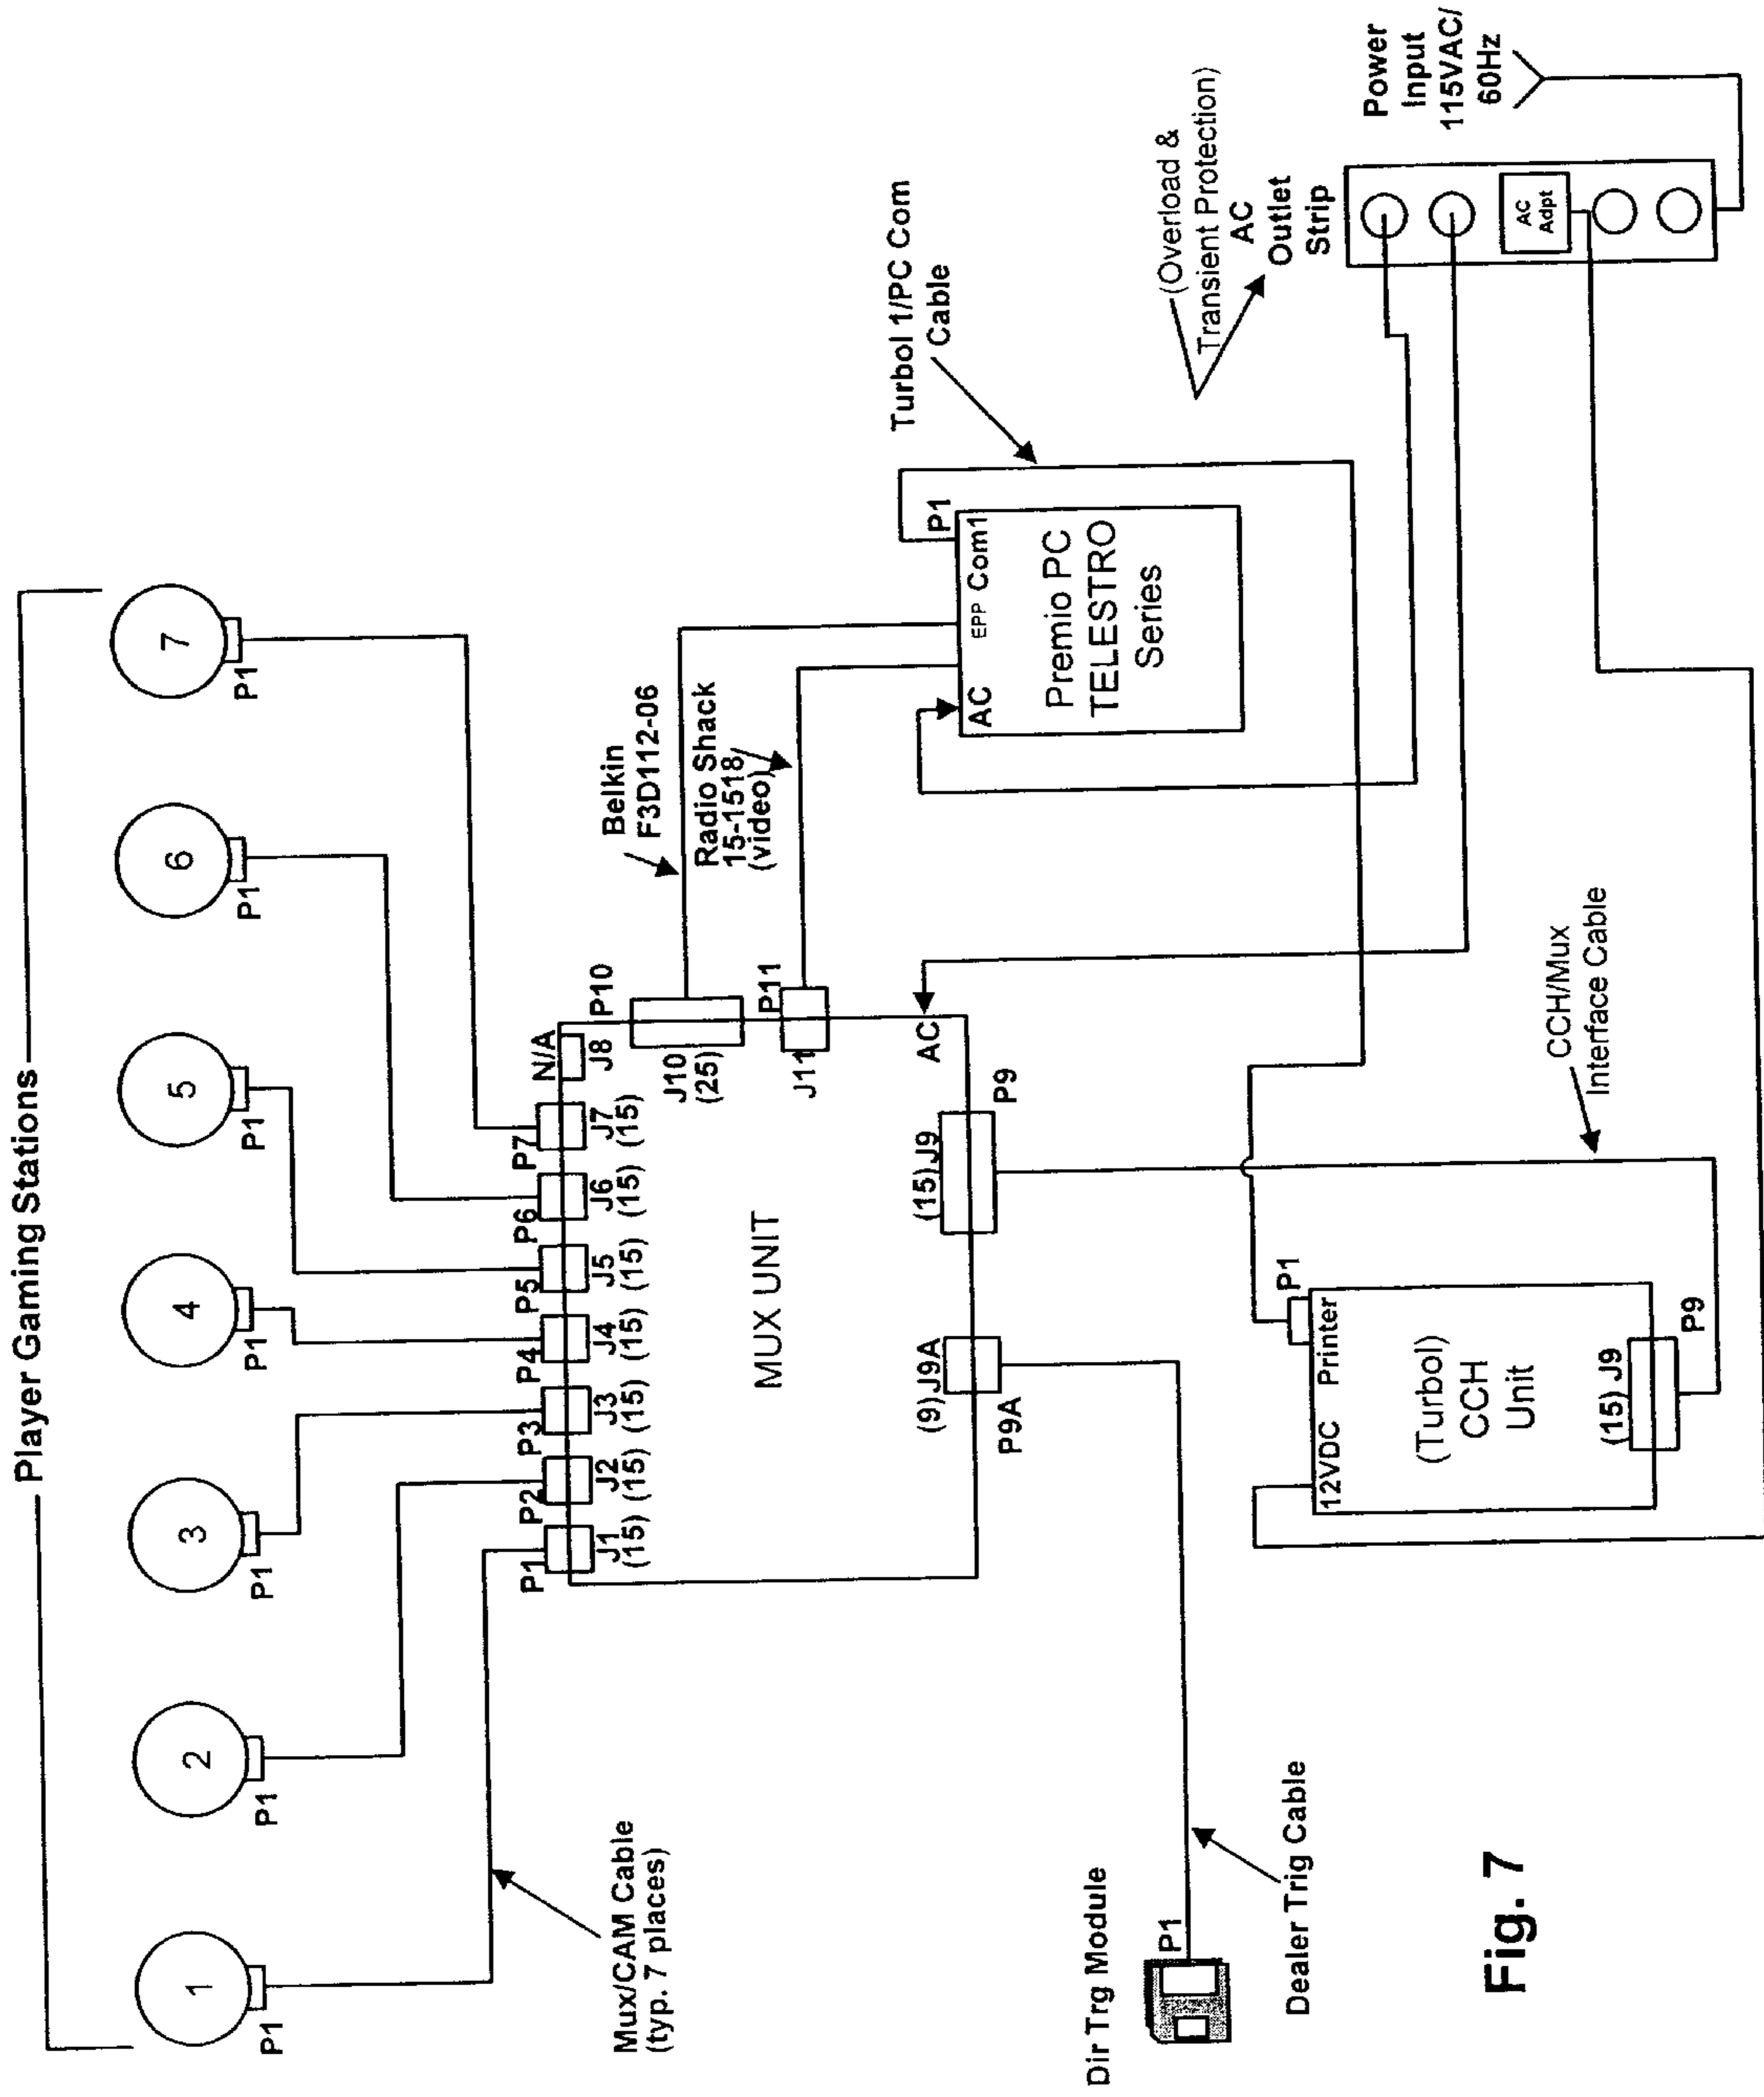 Player Gaming Stations
1
2
3
4
5
6
7
P1
P1
P1
P1
P1
P1
P1
Mux/CAM Cable
(typ. 7 places)
P1
P2
P3
P4
P5
P6
P7
N/A
J1
(15)
J2
(15)
J3
(15)
J4
(15)
J5
(15)
J6
(15)
J7
(15)
J8
P10
J10
(25)
P11
J11
Belkin
F3D112-06
Radio Shack
15-1518
(video)
MUX UNIT
AC
(9)J9A
P9A
(15)J9
P9
Turbol 1/PC Com
Cable
P1
AC
EPP
Com1
Premio PC
TELESTRO
Series
(Overload &
Transient Protection)
AC
Outlet
Strip
Power
Input
115VAC/
60Hz
AC
Adpt
CCH/Mux
Interface Cable
P1
12VDC
Printer
(Turbol)
CCH
Unit
(15) J9
P9
Dir Trg Module
P1
Dealer Trig Cable
Fig. 7